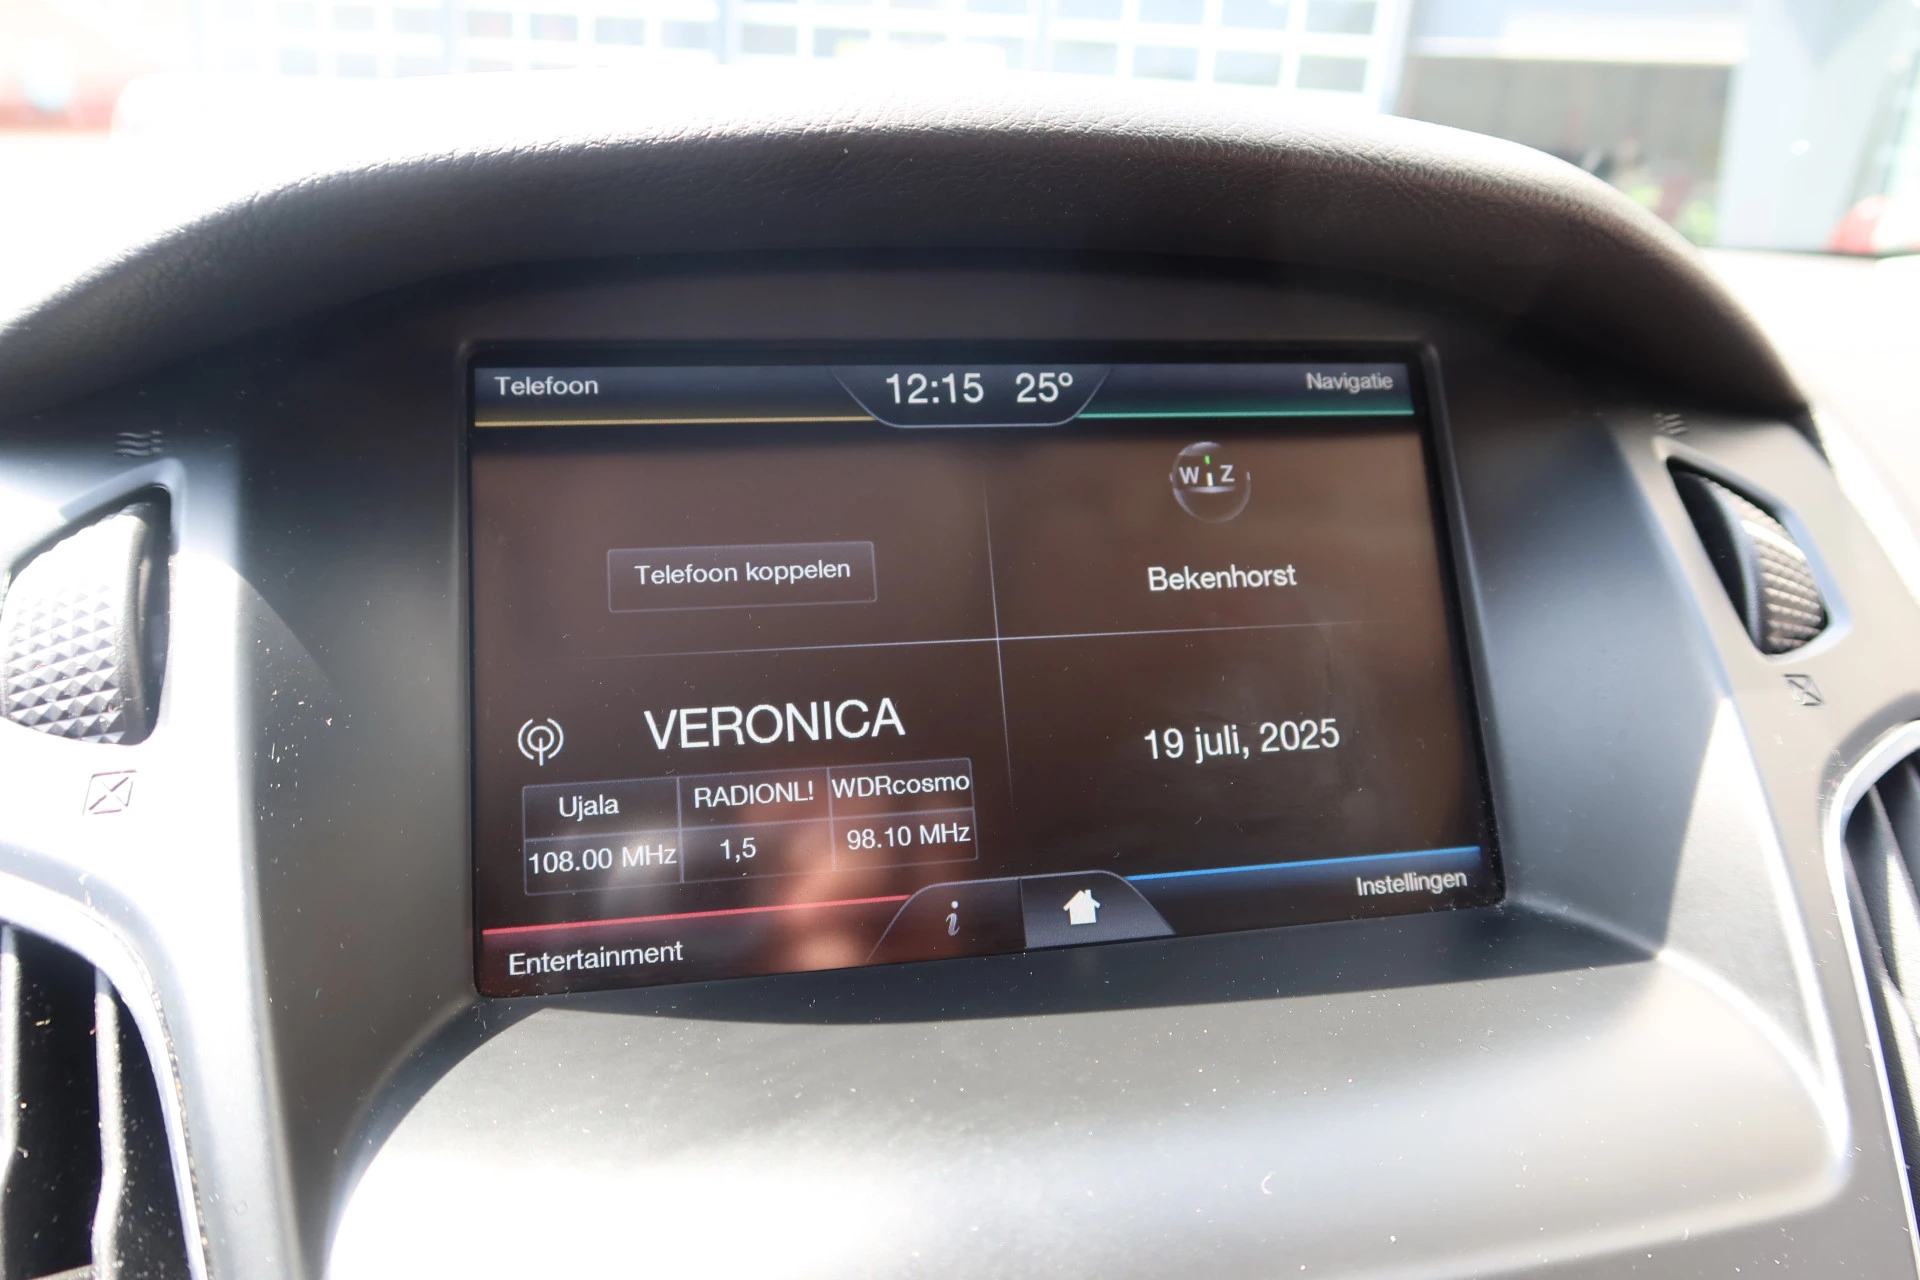 Telefoon
12:15 25º
Navigatie
W Z
Telefoon koppelen
Bekenhorst
VERONICA
19 juli, 2025
Ujala RADIONL! WDRcosmo
108.00 MHz 1,5 98.10 MHz
i
Instellingen
Entertainment